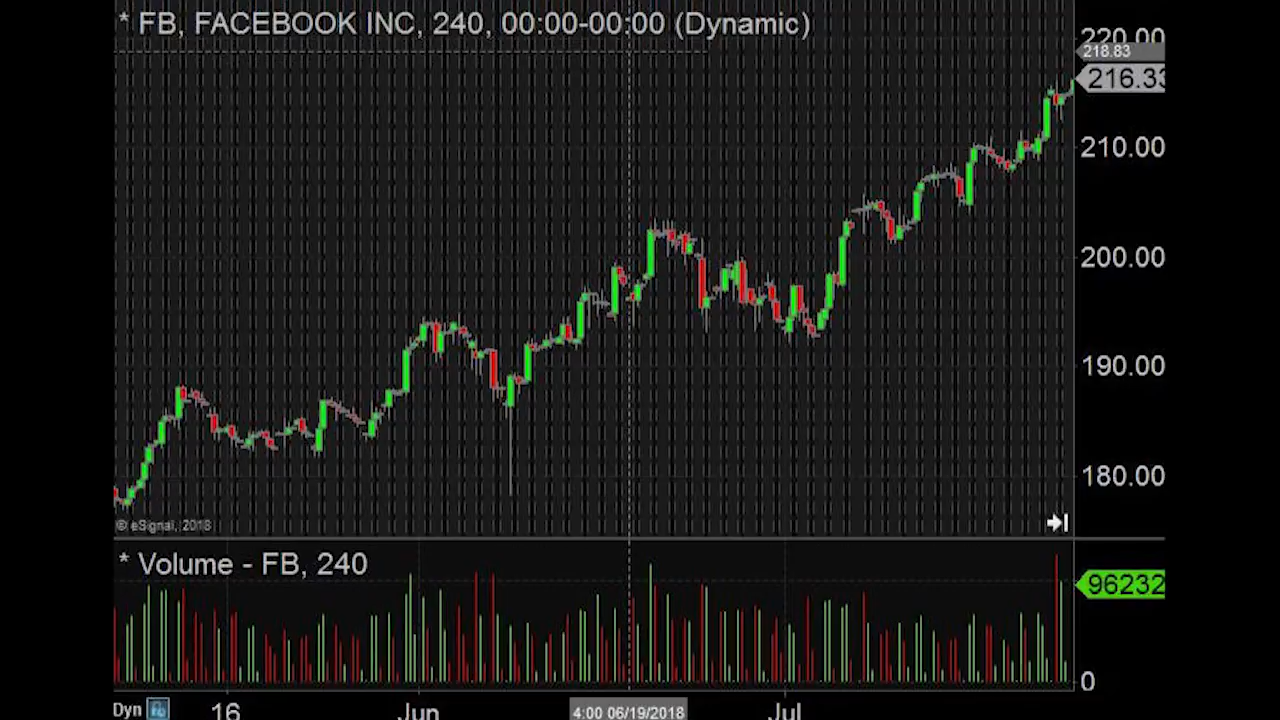 * FB, FACEBOOK INC, 240, 00:00-00:00 (Dynamic)
220.00
218.83
216.33
210.00
200.00
190.00
180.00
© eSignal, 2018
* Volume - FB, 240
96232
0
Dyn
16
Jun
4:00 06/19/2018
Jul